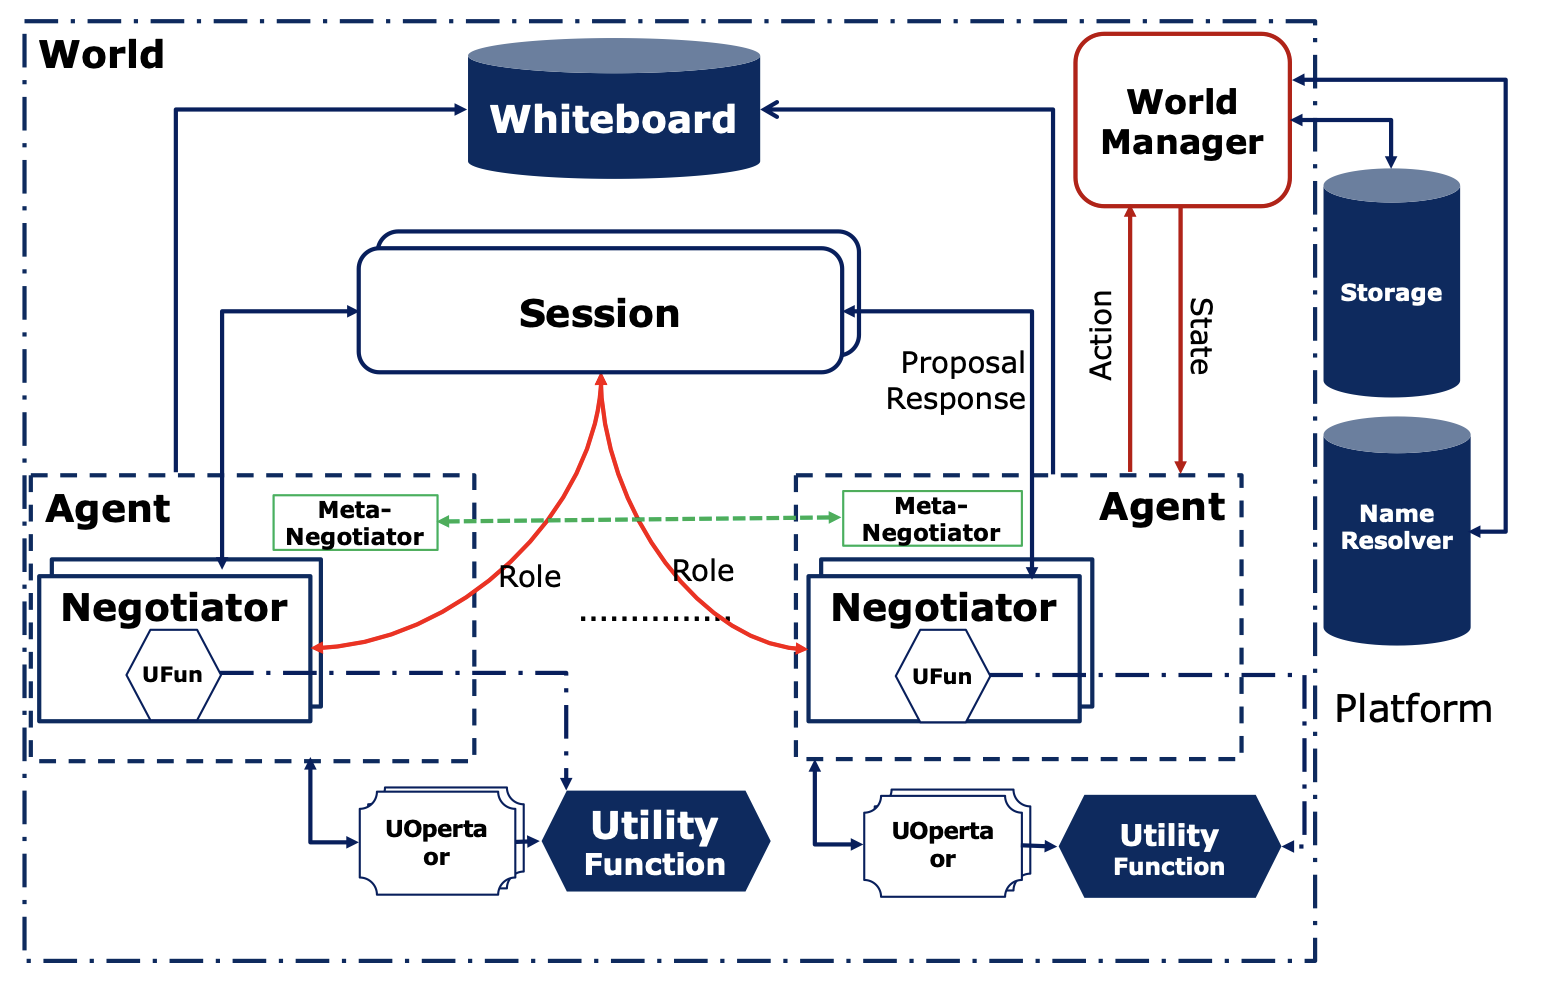 World
Whiteboard
World
Manager
Storage
Session
Action
State
Proposal
Response
Agent
Meta-
Negotiator
Meta-
Negotiator
Agent
Name
Resolver
Role
Role
...............
Negotiator
UFun
Negotiator
UFun
Platform
UOperta
or
Utility
Function
UOperta
or
Utility
Function